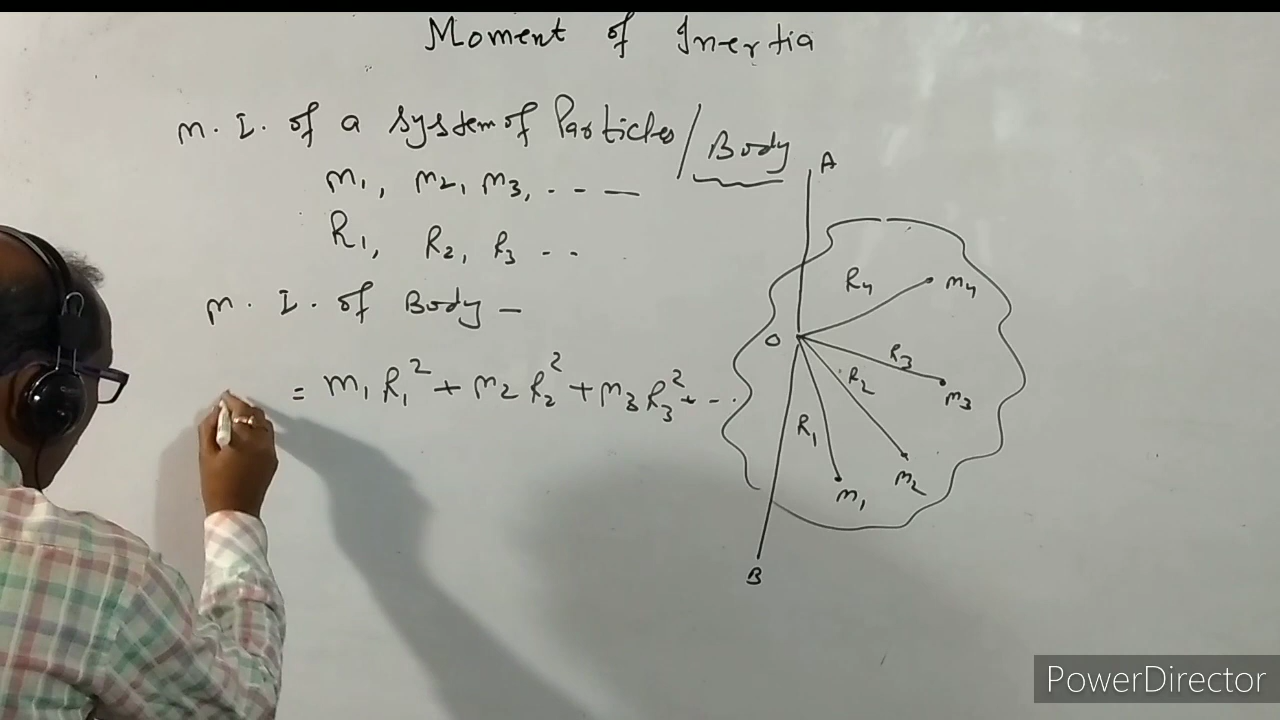 Moment of Inertia
M. I. of a system of Particles / Body
m₁, m₂, m₃, . - —
R₁, R₂, R₃ - -
M. I. of Body -
= m₁R₁² + m₂R₂² + m₃R₃² + - . .
A
R₄ m₄
O
R₃
R₂
m₃
R₁
m₂
m₁
B
PowerDirector